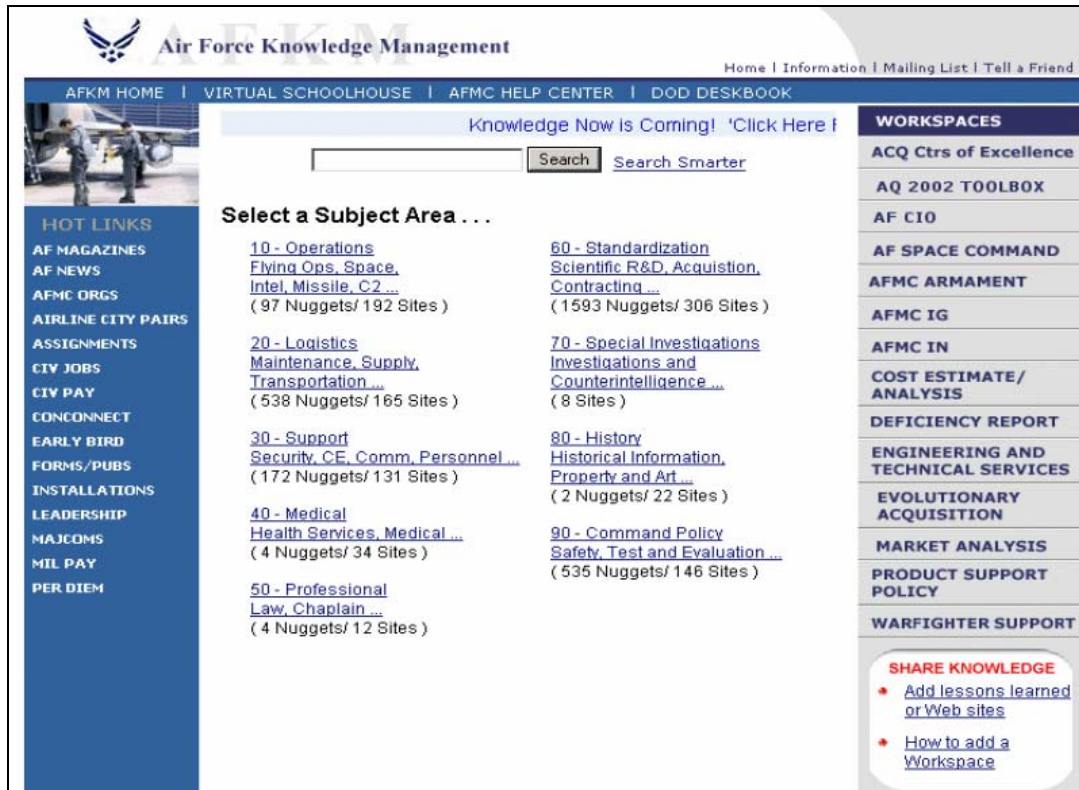 AFKM
Air Force Knowledge Management
Home | Information | Mailing List | Tell a Friend
AFKM HOME | VIRTUAL SCHOOLHOUSE | AFMC HELP CENTER | DOD DESKBOOK
HOT LINKS
AF MAGAZINES
AF NEWS
AFMC ORGS
AIRLINE CITY PAIRS
ASSIGNMENTS
CIV JOBS
CIV PAY
CONCONNECT
EARLY BIRD
FORMS/PUBS
INSTALLATIONS
LEADERSHIP
MAJCOMS
MIL PAY
PER DIEM
Knowledge Now is Coming! 'Click Here F
Search Search Smarter
Select a Subject Area . . .
10 - Operations
Flying Ops, Space,
Intel, Missile, C2 ...
( 97 Nuggets/ 192 Sites )
20 - Logistics
Maintenance, Supply,
Transportation ...
( 538 Nuggets/ 165 Sites )
30 - Support
Security, CE, Comm, Personnel ...
( 172 Nuggets/ 131 Sites )
40 - Medical
Health Services, Medical ...
( 4 Nuggets/ 34 Sites )
50 - Professional
Law, Chaplain ...
( 4 Nuggets/ 12 Sites )
60 - Standardization
Scientific R&D, Acquistion,
Contracting ...
( 1593 Nuggets/ 306 Sites )
70 - Special Investigations
Investigations and
Counterintelligence ...
( 8 Sites )
80 - History
Historical Information,
Property and Art ...
( 2 Nuggets/ 22 Sites )
90 - Command Policy
Safety, Test and Evaluation ...
( 535 Nuggets/ 146 Sites )
WORKSPACES
ACQ Ctrs of Excellence
AQ 2002 TOOLBOX
AF CIO
AF SPACE COMMAND
AFMC ARMAMENT
AFMC IG
AFMC IN
COST ESTIMATE/
ANALYSIS
DEFICIENCY REPORT
ENGINEERING AND
TECHNICAL SERVICES
EVOLUTIONARY
ACQUISITION
MARKET ANALYSIS
PRODUCT SUPPORT
POLICY
WARFIGHTER SUPPORT
SHARE KNOWLEDGE
Add lessons learned
or Web sites
How to add a
Workspace